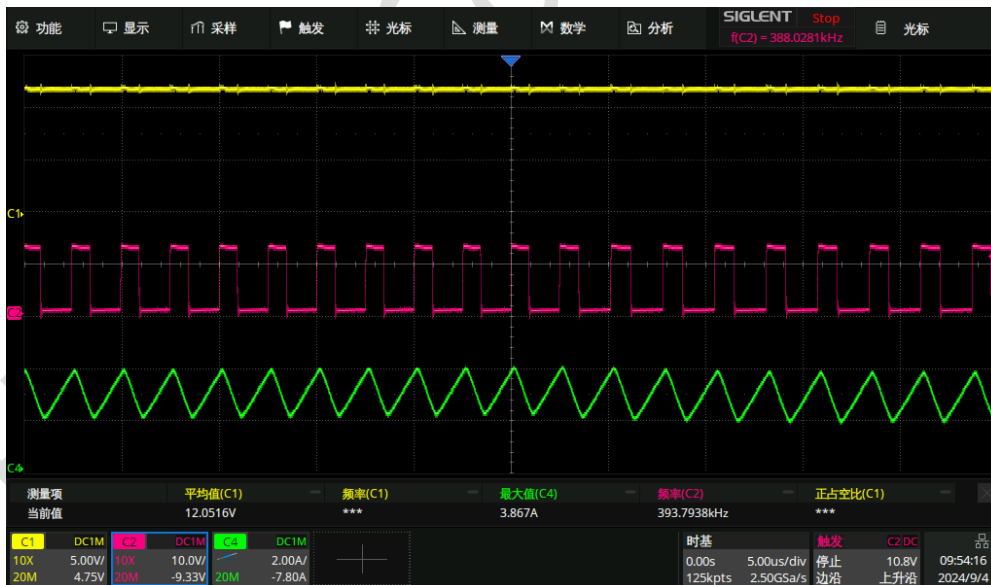 功能 显示 采样 触发 光标 测量 数学 分析 SIGLENT Stop 光标
f(C2) = 388.0281kHz
C1
C2
C4
测量项 平均值(C1) 频率(C1) 最大值(C4) 频率(C2) 正占空比(C1)
当前值 12.0516V *** 3.867A 393.7938kHz ***
C1 DC1M C2 DC1M C4 DC1M 时基 触发 C2 DC
10X 5.00V/ 10X 10.0V/ 2.00A/ 0.00s 5.00us/div 停止 10.8V 09:54:16
20M 4.75V 20M -9.33V 20M -7.80A 125kpts 2.50GSa/s 边沿 上升沿 2024/9/4